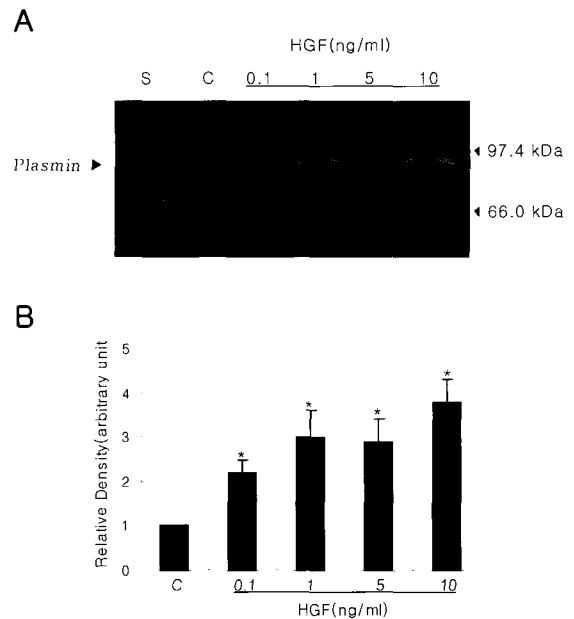 A
HGF(ng/ml)
S C 0.1 1 5 10
97.4 kDa
Plasmin
66.0 kDa
B
Relative Density(arbitrary unit
5
4
3
2
1
0
* * * *
C 0.1 1 5 10
HGF(ng/ml)